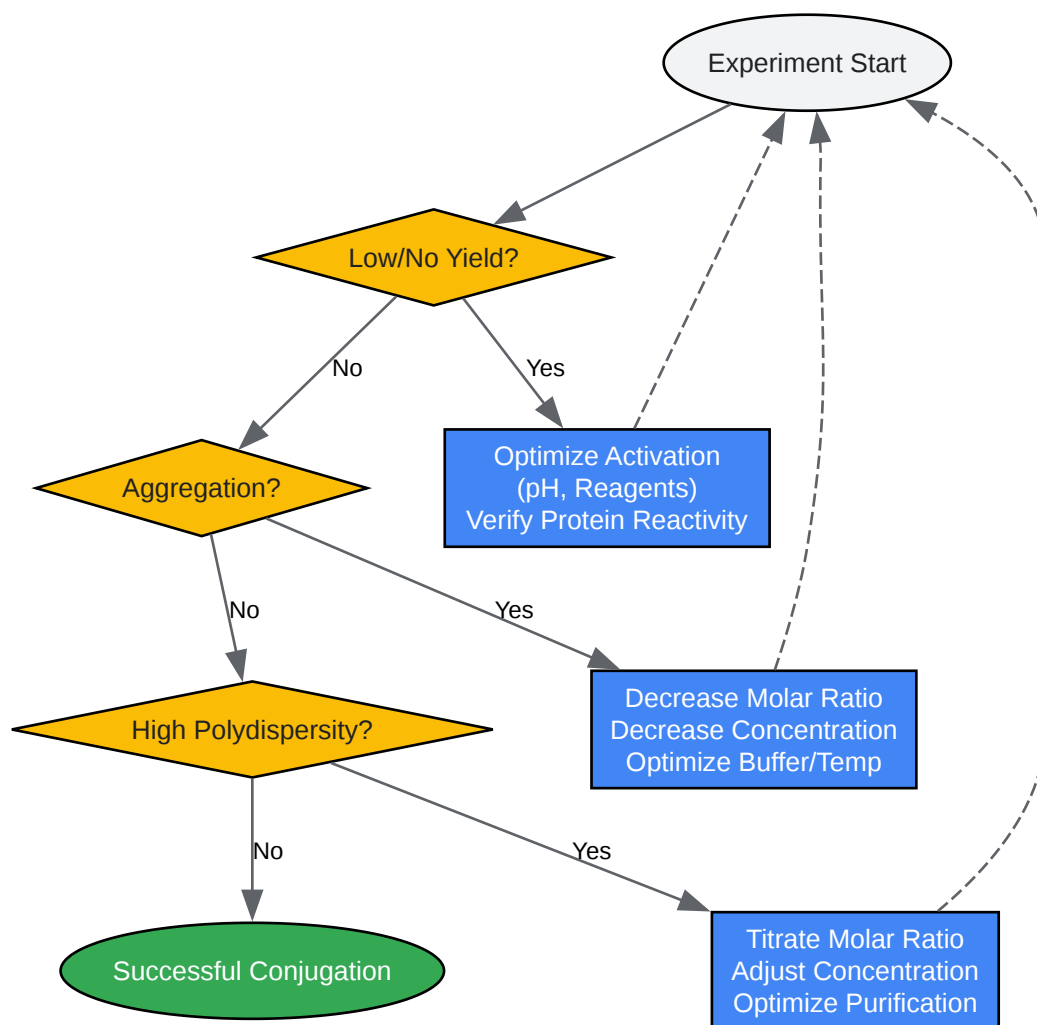 Experiment Start
Low/No Yield?
No
Yes
Optimize Activation
(pH, Reagents)
Verify Protein Reactivity
Aggregation?
No
Yes
Decrease Molar Ratio
Decrease Concentration
Optimize Buffer/Temp
High Polydispersity?
No
Yes
Titrate Molar Ratio
Adjust Concentration
Optimize Purification
Successful Conjugation